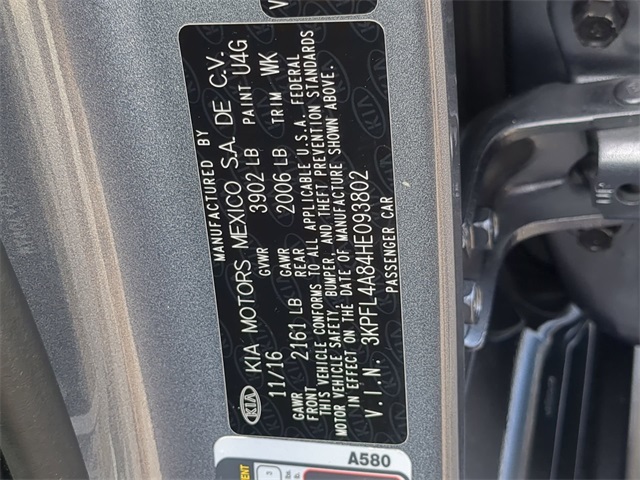 MANUFACTURED BY
KIA KIA MOTORS MEXICO S.A. DE C.V.
11/16 GVWR 3902 LB PAINT U4G
GAWR FRONT 2161 LB GAWR REAR 2006 LB TRIM WK
THIS VEHICLE CONFORMS TO ALL APPLICABLE U.S.A. FEDERAL
MOTOR VEHICLE SAFETY, BUMPER, AND THEFT PREVENTION STANDARDS
IN EFFECT ON THE DATE OF MANUFACTURE SHOWN ABOVE.
V.I.N. 3KPFL4A84HE093802
PASSENGER CAR
A580